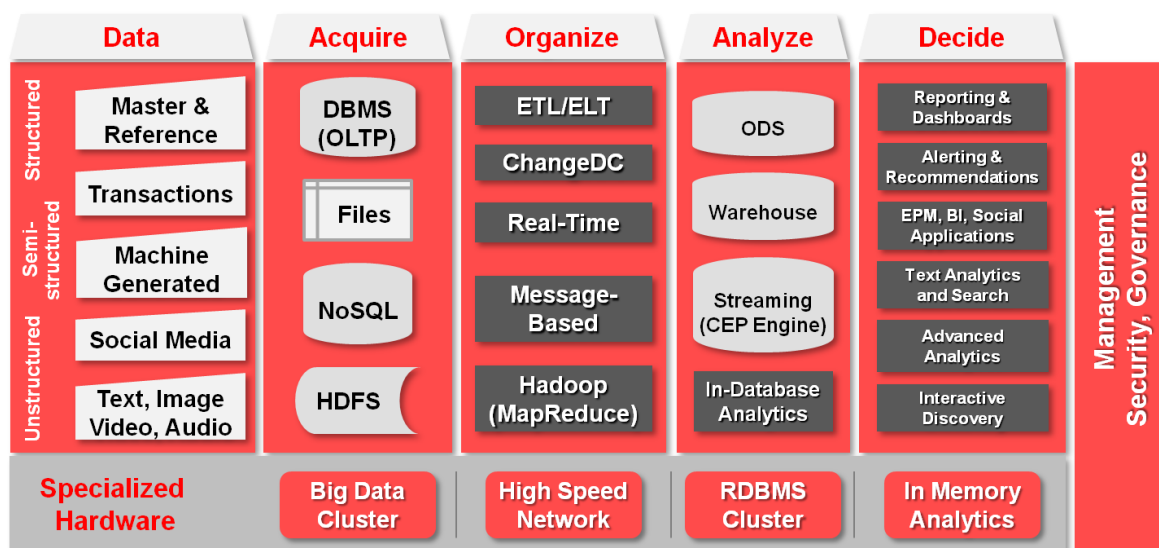 Data
Structured
Semi-
structured
Unstructured
Master &
Reference
Transactions
Machine
Generated
Social Media
Text, Image
Video, Audio
Acquire
DBMS
(OLTP)
Files
NoSQL
HDFS
Organize
ETL/ELT
ChangeDC
Real-Time
Message-
Based
Hadoop
(MapReduce)
Analyze
ODS
Warehouse
Streaming
(CEP Engine)
In-Database
Analytics
Decide
Reporting &
Dashboards
Alerting &
Recommendations
EPM, BI, Social
Applications
Text Analytics
and Search
Advanced
Analytics
Interactive
Discovery
Management
Security, Governance
Specialized
Hardware
Big Data
Cluster
High Speed
Network
RDBMS
Cluster
In Memory
Analytics